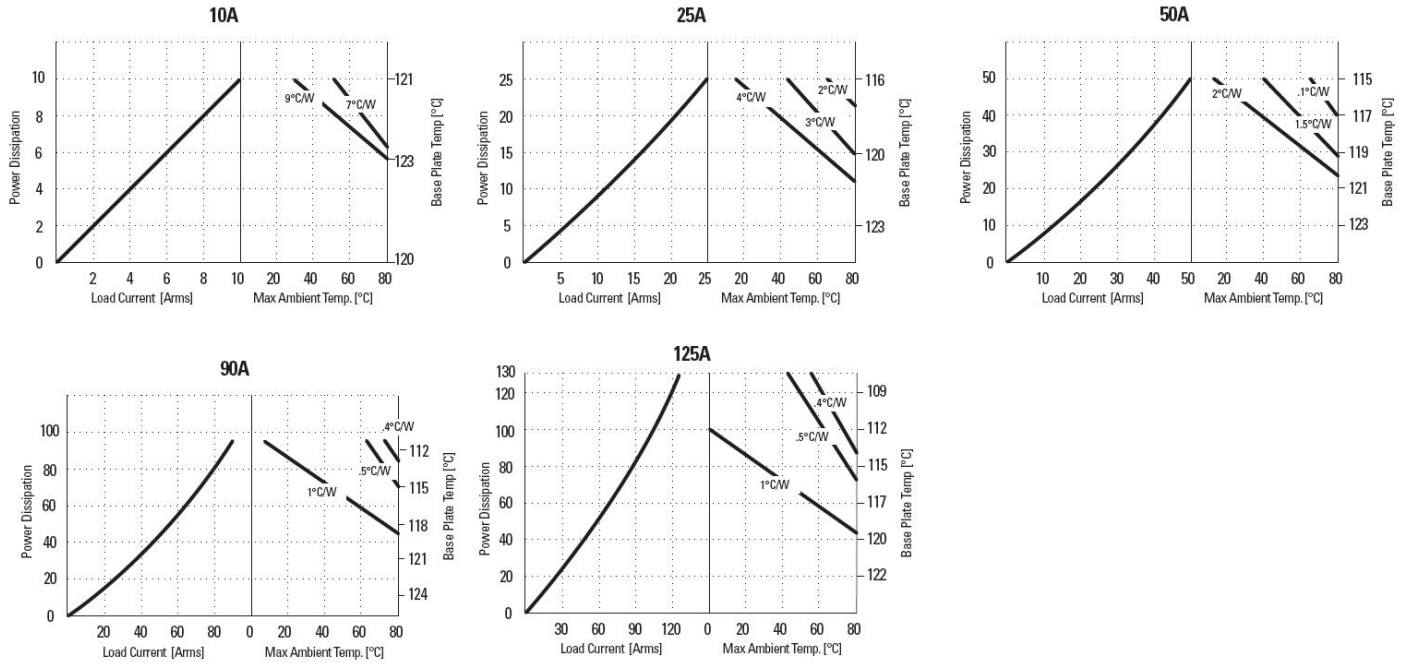 10A
10
8
6
4
2
0
Power Dissipation
2 4 6 8 10 20 40 60 80
Load Current [Arms] Max Ambient Temp. [°C]
9°C/W
7°C/W
121
123
120
Base Plate Temp [°C]
25A
25
20
15
10
5
0
Power Dissipation
5 10 15 20 25 20 40 60 80
Load Current [Arms] Max Ambient Temp. [°C]
4°C/W
3°C/W
2°C/W
116
120
123
Base Plate Temp [°C]
50A
50
40
30
20
10
0
Power Dissipation
10 20 30 40 50 20 40 60 80
Load Current [Arms] Max Ambient Temp. [°C]
2°C/W
1.5°C/W
.1°C/W
115
117
119
121
123
Base Plate Temp [°C]
90A
100
80
60
40
20
0
Power Dissipation
20 40 60 80 0 20 40 60 80
Load Current [Arms] Max Ambient Temp. [°C]
1°C/W
.5°C/W
.4°C/W
112
115
118
121
124
Base Plate Temp [°C]
125A
130
120
100
80
60
40
20
0
Power Dissipation
30 60 90 120 0 20 40 60 80
Load Current [Arms] Max Ambient Temp. [°C]
1°C/W
.5°C/W
.4°C/W
109
112
115
117
120
122
Base Plate Temp [°C]